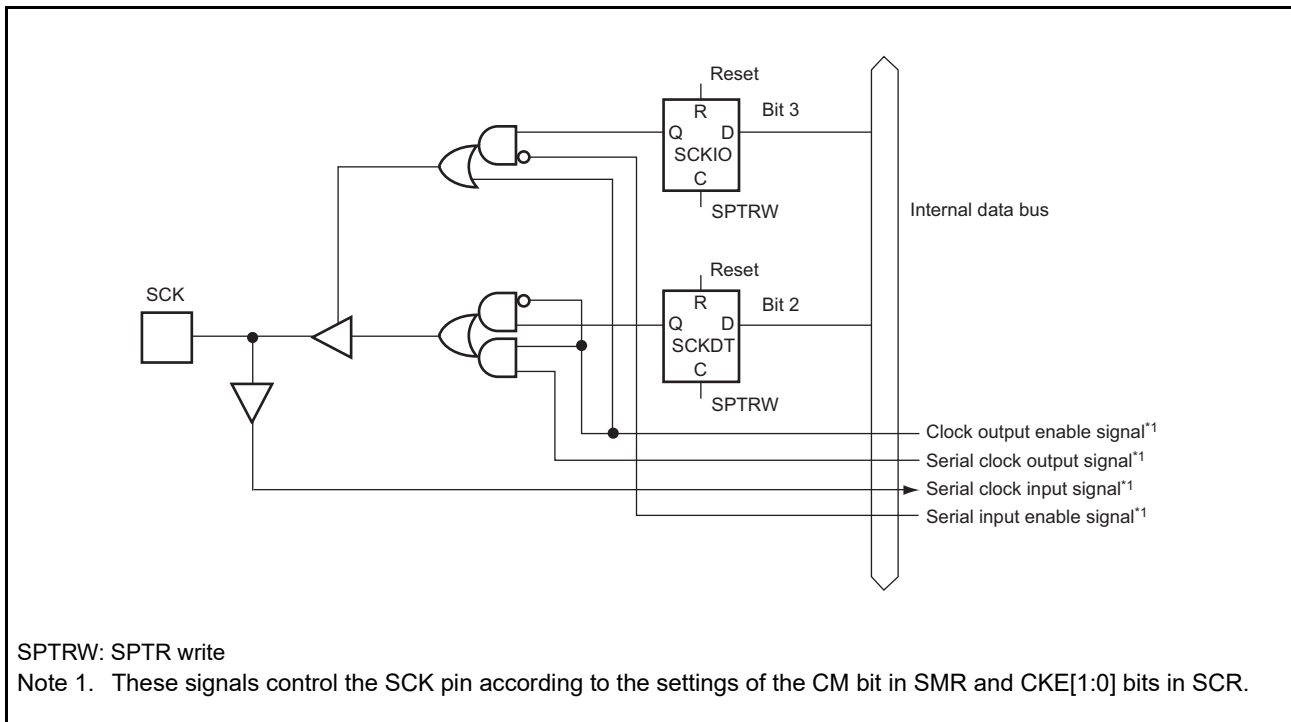 Reset
R
Bit 3
Q D
SCKIO
C
SPTRW
Internal data bus
Reset
SCK
R
Bit 2
Q D
SCKDT
C
SPTRW
Clock output enable signal*1
Serial clock output signal*1
Serial clock input signal*1
Serial input enable signal*1
SPTRW: SPTR write
Note 1. These signals control the SCK pin according to the settings of the CM bit in SMR and CKE[1:0] bits in SCR.